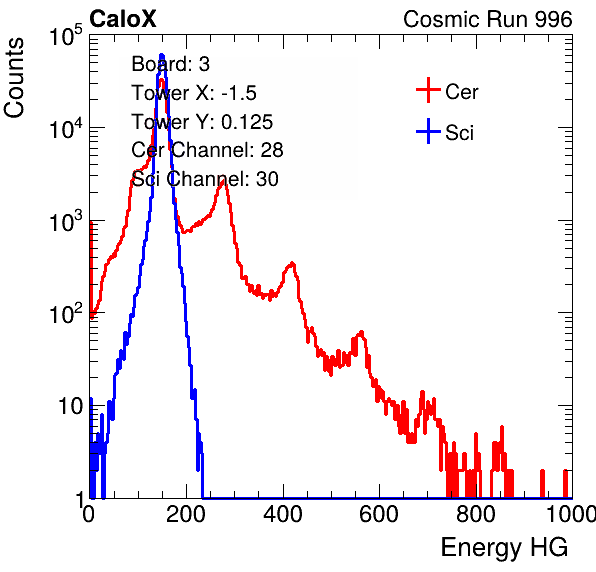 CaloX Cosmic Run 996
Counts
Board: 3
Tower X: -1.5
Tower Y: 0.125
Cer Channel: 28
Sci Channel: 30
Cer
Sci
10^5
10^4
10^3
10^2
10
1
0 200 400 600 800 1000
Energy HG